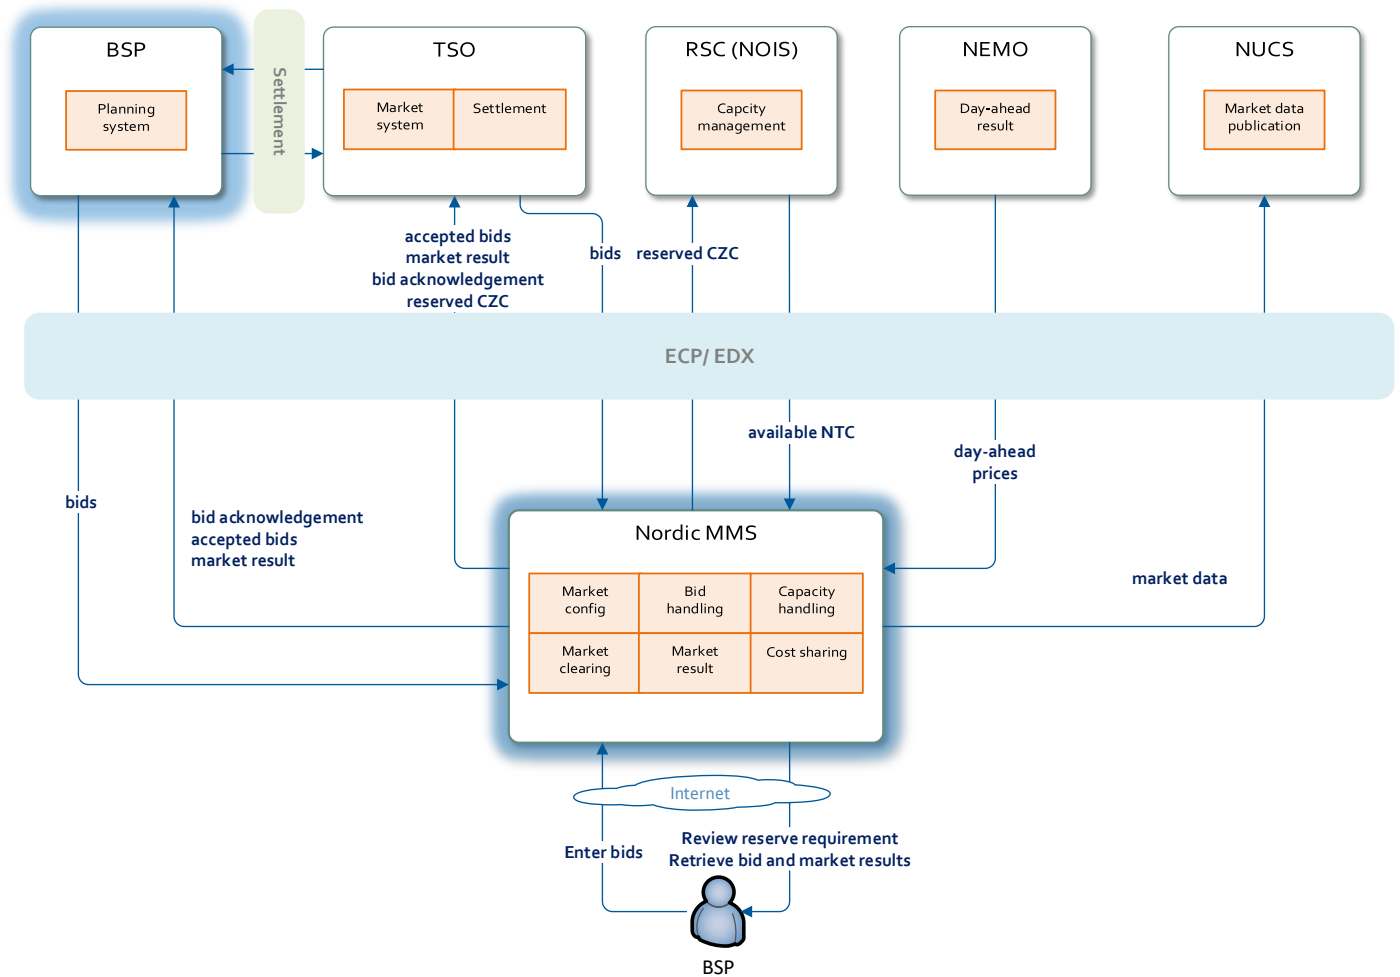 BSP
TSO
RSC (NOIS)
NEMO
NUCS
Planning
system
Settlement
Market
system
Settlement
Capcity
management
Day-ahead
result
Market data
publication
accepted bids
market result
bid acknowledgement
reserved CZC
bids
reserved CZC
ECP/ EDX
available NTC
day-ahead
prices
bids
bid acknowledgement
accepted bids
market result
market data
Nordic MMS
Market
config
Bid
handling
Capacity
handling
Market
clearing
Market
result
Cost sharing
Internet
Enter bids
Review reserve requirement
Retrieve bid and market results
BSP